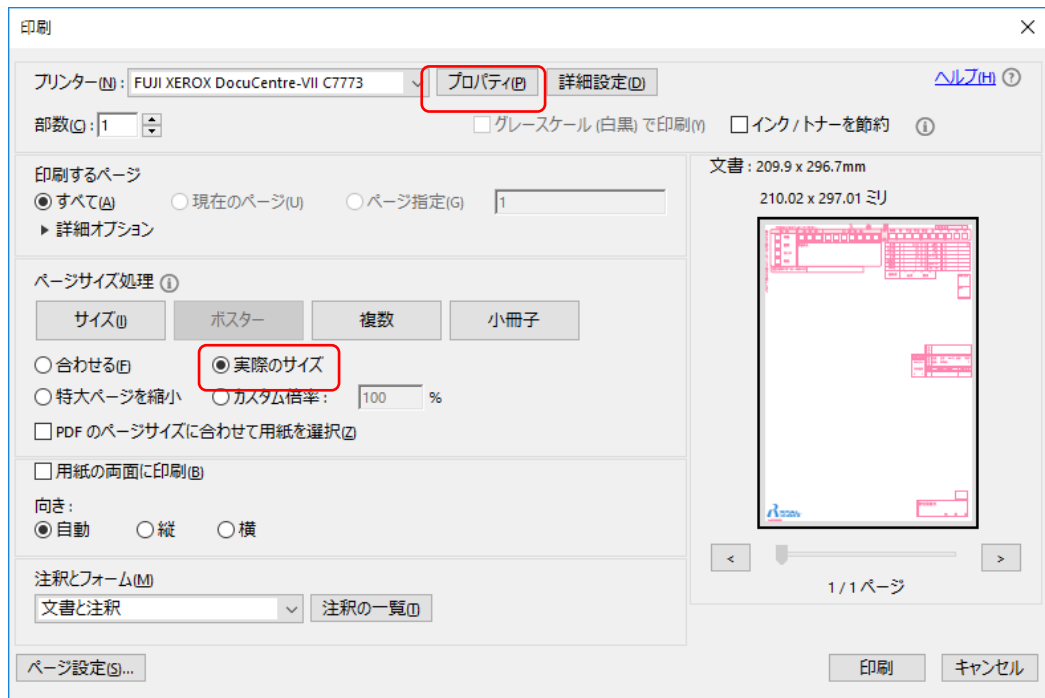 印刷
プリンター(N): FUJI XEROX DocuCentre-VII C7773 プロパティ(P) 詳細設定(D) ヘルプ(H)
部数(C): 1 グレースケール (白黒) で印刷(Y) インク / トナーを節約
印刷するページ
すべて(A) 現在のページ(U) ページ指定(G) 1
詳細オプション
ページサイズ処理
サイズ(I) ポスター 複数 小冊子
合わせる(F) 実際のサイズ
特大ページを縮小 カスタム倍率: 100 %
PDF のページサイズに合わせて用紙を選択(Z)
用紙の両面に印刷(B)
向き:
自動 縦 横
注釈とフォーム(M)
文書と注釈 注釈の一覧(T)
文書: 209.9 x 296.7mm
210.02 x 297.01 ミリ
< >
1 / 1 ページ
ページ設定(S)... 印刷 キャンセル